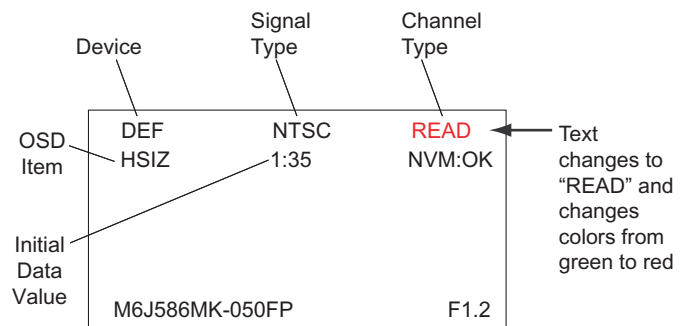 Device
Signal
Type
Channel
Type
DEF
NTSC
READ
OSD
Item
HSIZ
1:35
NVM:OK
Text
changes to
“READ” and
changes
colors from
green to red
Initial
Data
Value
M6J586MK-050FP
F1.2